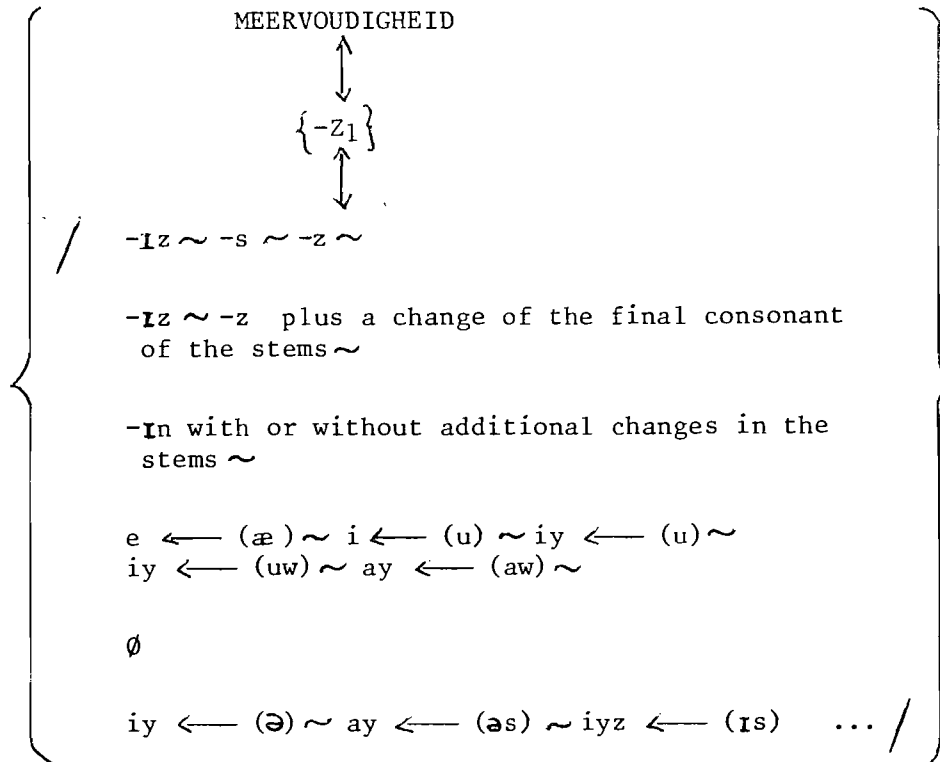 MEERVOUDIGHEID
{-Z1}
/ -ɪz ~ -s ~ -z ~
-ɪz ~ -z plus a change of the final consonant
of the stems ~
-ɪn with or without additional changes in the
stems ~
e ← (æ) ~ i ← (u) ~ iy ← (u) ~
iy ← (uw) ~ ay ← (aw) ~
ø
iy ← (ə) ~ ay ← (əs) ~ iyz ← (ɪs) ... /